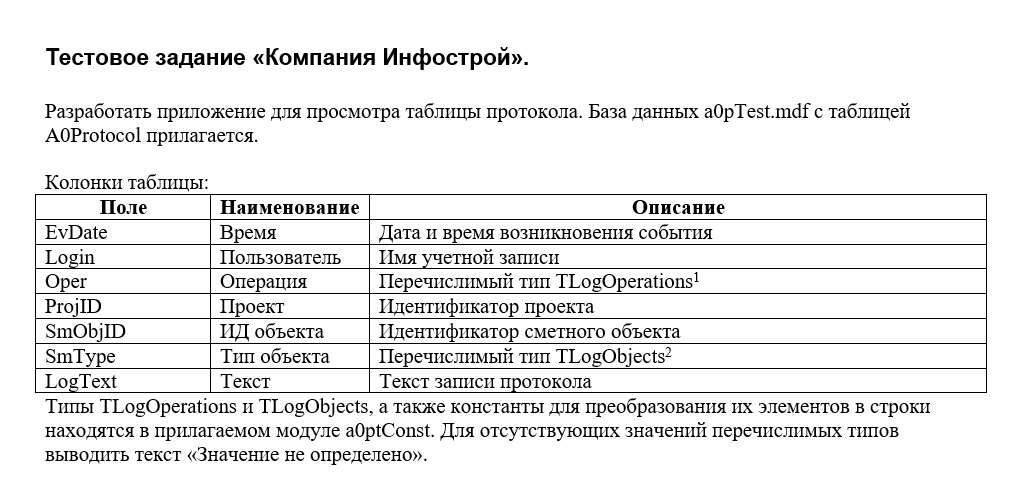 Тестовое задание «Компания Инфострой».
Разработать приложение для просмотра таблицы протокола. База данных a0pTest.mdf с таблицей
A0Protocol прилагается.
Колонки таблицы:
Поле Наименование Описание
EvDate Время Дата и время возникновения события
Login Пользователь Имя учетной записи
Oper Операция Перечислимый тип TLogOperations1
ProjID Проект Идентификатор проекта
SmObjID ИД объекта Идентификатор сметного объекта
SmType Тип объекта Перечислимый тип TLogObjects2
LogText Текст Текст записи протокола
Типы TLogOperations и TLogObjects, а также константы для преобразования их элементов в строки
находятся в прилагаемом модуле a0ptConst. Для отсутствующих значений перечислимых типов
выводить текст «Значение не определено».